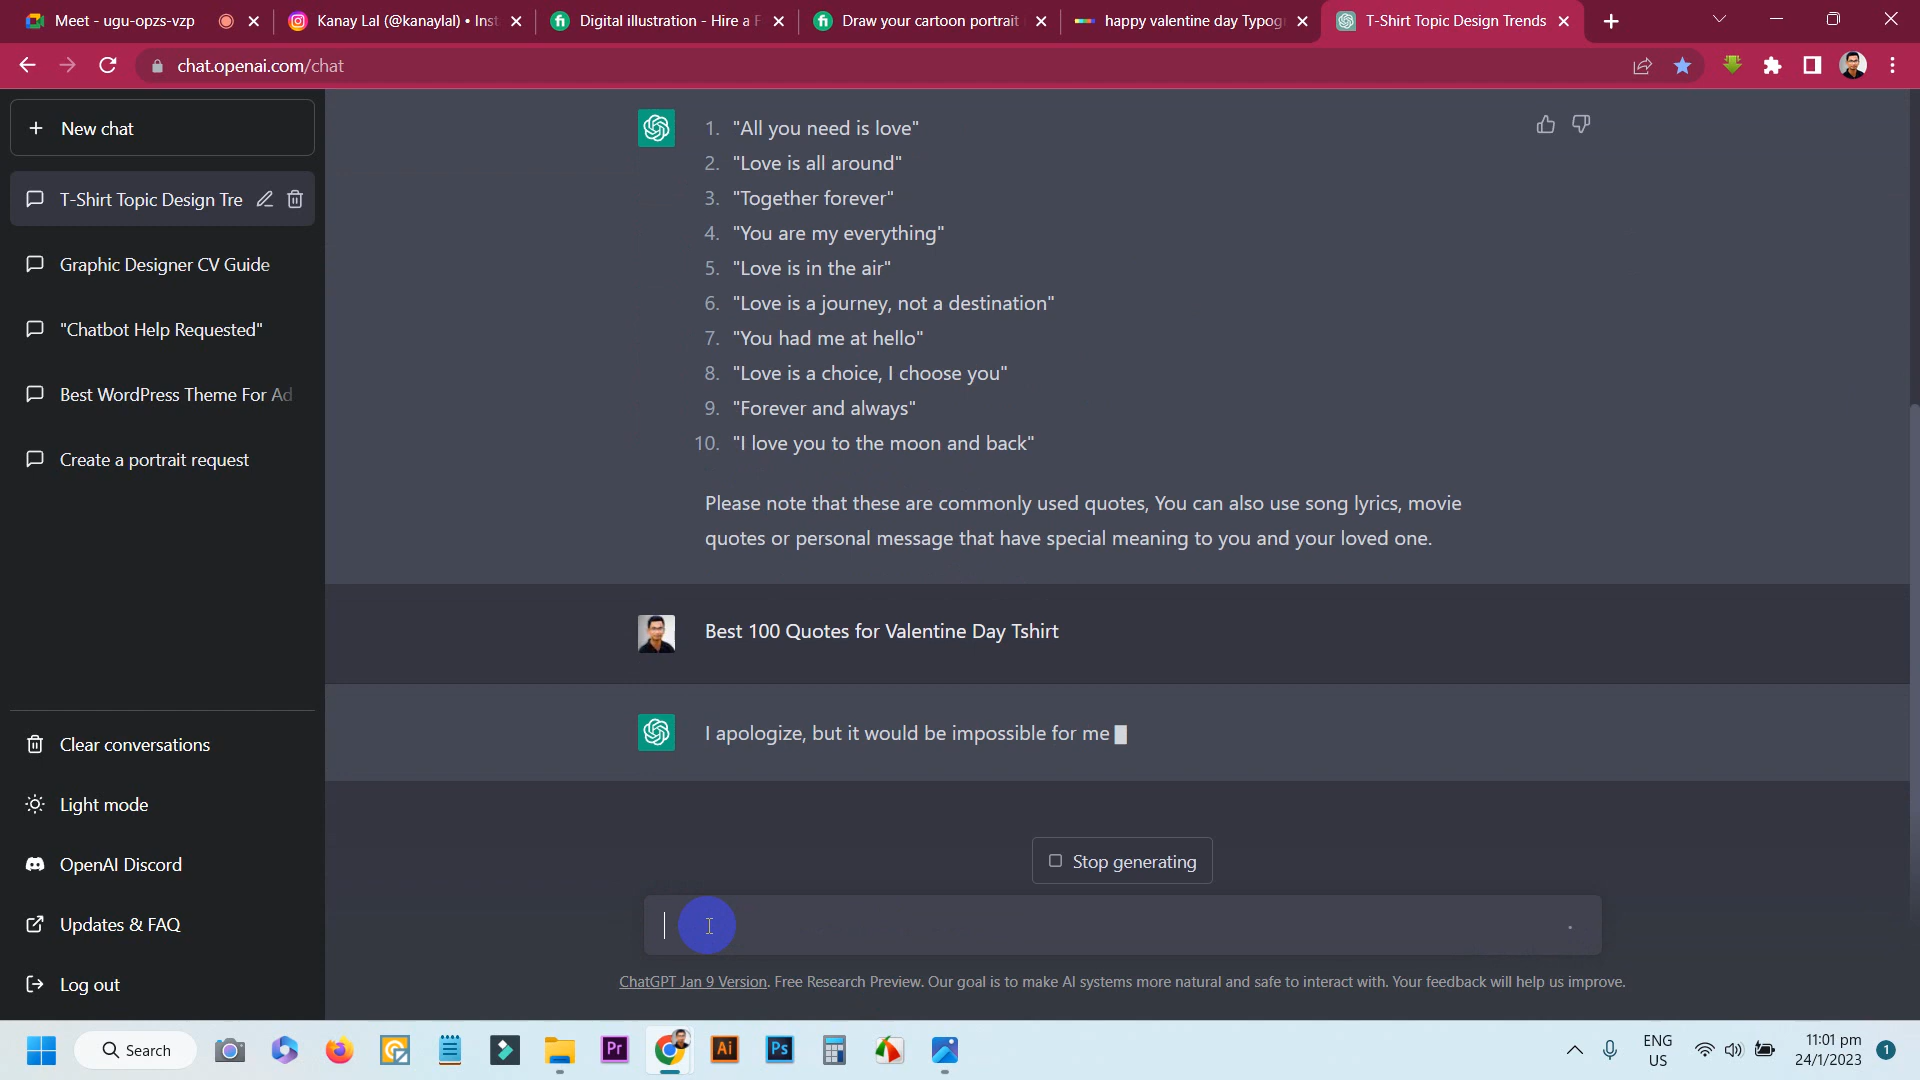 Meet - ugu-opzs-vzp
Kanay Lal (@kanaylal) • Inst
Digital illustration - Hire a F
Draw your cartoon portrait
happy valentine day Typogr
T-Shirt Topic Design Trends
chat.openai.com/chat
New chat
T-Shirt Topic Design Tre
Graphic Designer CV Guide
"Chatbot Help Requested"
Best WordPress Theme For Ad
Create a portrait request
Clear conversations
Light mode
OpenAI Discord
Updates & FAQ
Log out
1. "All you need is love"
2. "Love is all around"
3. "Together forever"
4. "You are my everything"
5. "Love is in the air"
6. "Love is a journey, not a destination"
7. "You had me at hello"
8. "Love is a choice, I choose you"
9. "Forever and always"
10. "I love you to the moon and back"
Please note that these are commonly used quotes, You can also use song lyrics, movie
quotes or personal message that have special meaning to you and your loved one.
Best 100 Quotes for Valentine Day Tshirt
I apologize, but it would be impossible for me
Stop generating
ChatGPT Jan 9 Version. Free Research Preview. Our goal is to make AI systems more natural and safe to interact with. Your feedback will help us improve.
Search
Pr
Ai
Ps
ENG
US
11:01 pm
24/1/2023
1